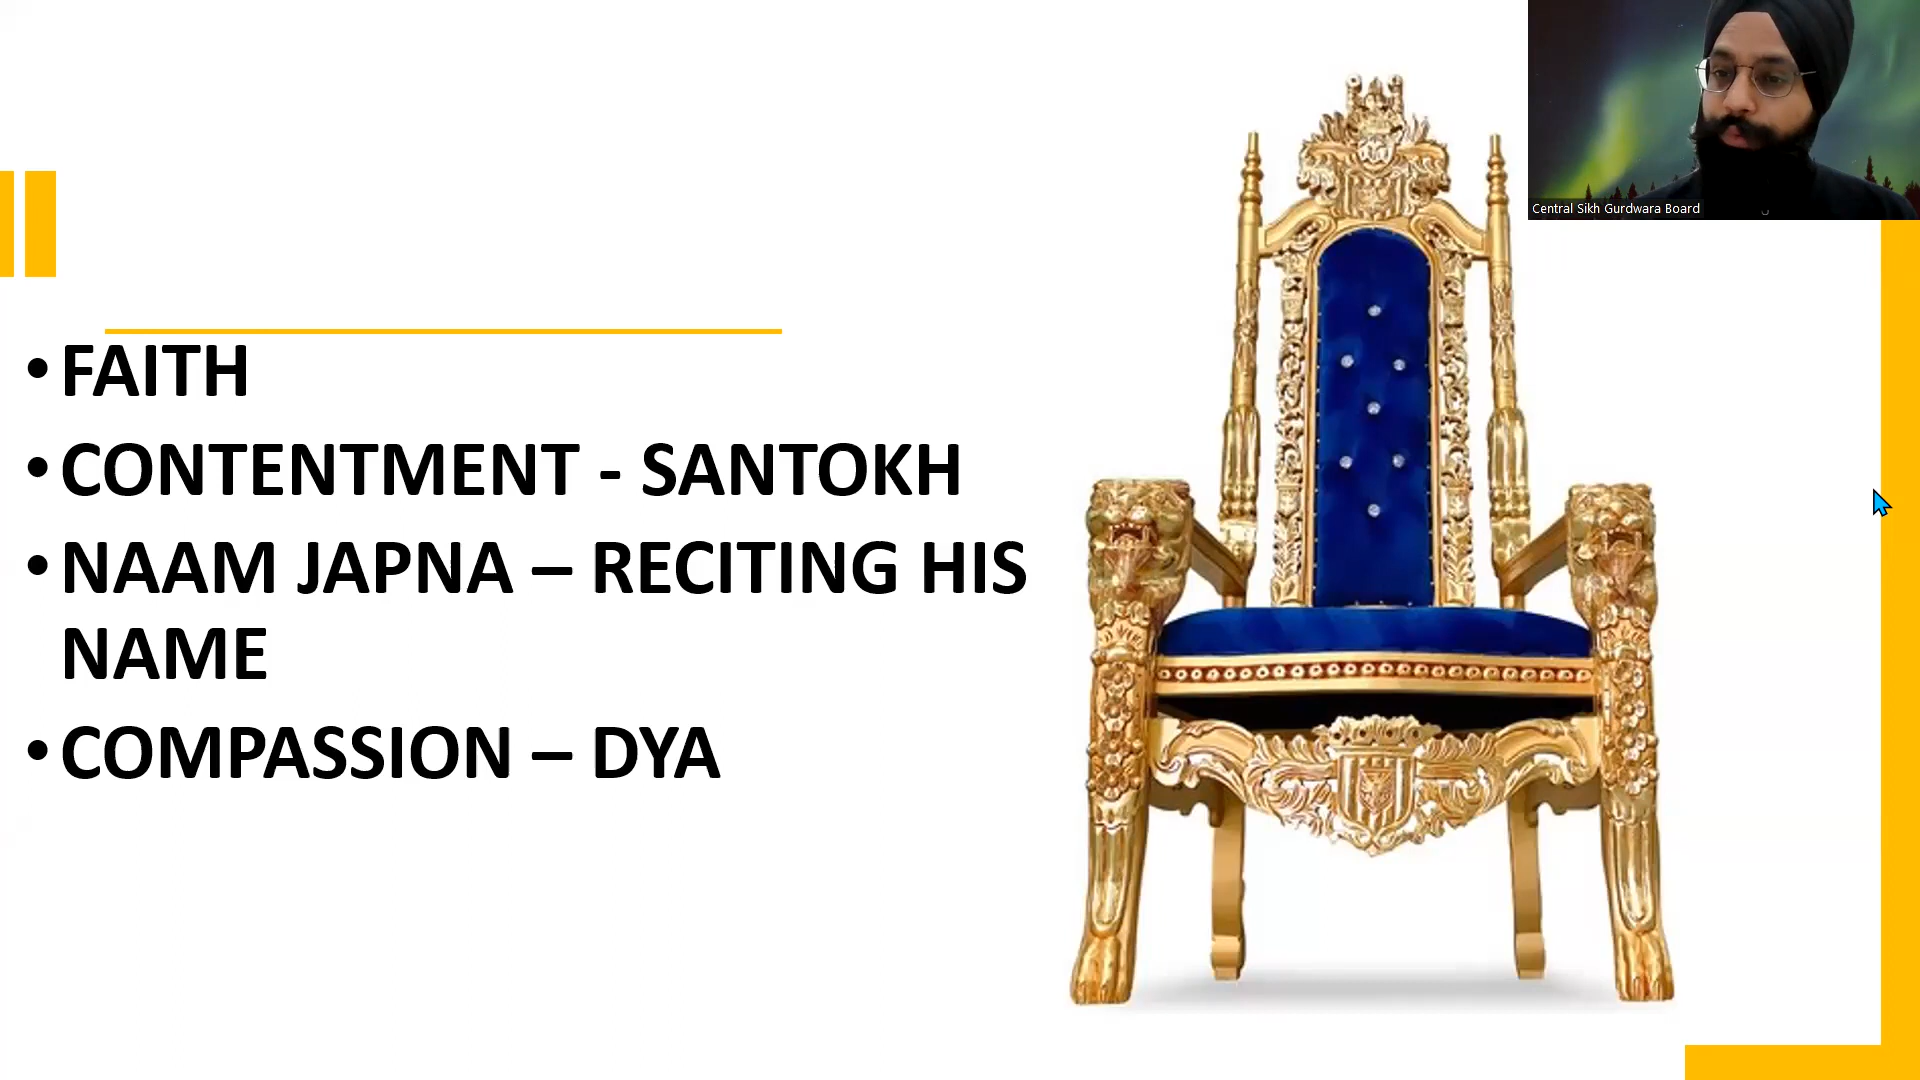 Central Sikh Gurdwara Board
• FAITH
• CONTENTMENT - SANTOKH
• NAAM JAPNA – RECITING HIS
NAME
• COMPASSION – DYA